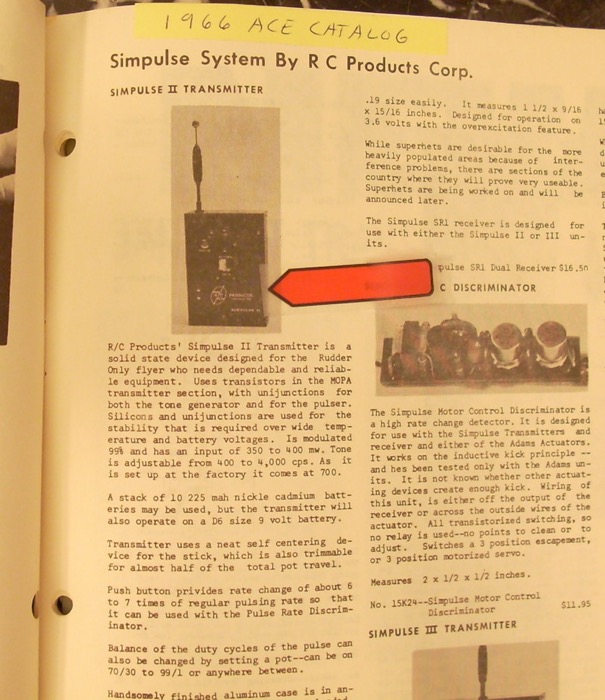 1966 ACE CATALOG
Simpulse System By R C Products Corp.
SIMPULSE II TRANSMITTER
PRODUCTS
SIMPULSE II
R/C Products' Simpulse II Transmitter is a
solid state device designed for the Rudder
Only flyer who needs dependable and reliab-
le equipment. Uses transistors in the MOPA
transmitter section, with unijunctions for
both the tone generator and for the pulser.
Silicons and unijunctions are used for the
stability that is required over wide temp-
erature and battery voltages. Is modulated
99% and has an input of 350 to 400 mw. Tone
is adjustable from 400 to 4,000 cps. As it
is set up at the factory it comes at 700.
A stack of 10 225 mah nickle cadmium batt-
eries may be used, but the transmitter will
also operate on a D6 size 9 volt battery.
Transmitter uses a neat self centering de-
vice for the stick, which is also trimmable
for almost half of the total pot travel.
Push button privides rate change of about 6
to 7 times of regular pulsing rate so that
it can be used with the Pulse Rate Discrim-
inator.
Balance of the duty cycles of the pulse can
also be changed by setting a pot--can be on
70/30 to 99/1 or anywhere between.
Handsomely finished aluminum case is in an-
.19 size easily. It measures 1 1/2 x 9/16
x 15/16 inches. Designed for operation on
3.6 volts with the overexcitation feature.
While superhets are desirable for the more
heavily populated areas because of inter-
ference problems, there are sections of the
country where they will prove very useable.
Superhets are being worked on and will be
announced later.
The Simpulse SR1 receiver is designed for
use with either the Simpulse II or III un-
its.
pulse SR1 Dual Receiver $16.50
C DISCRIMINATOR
The Simpulse Motor Control Discriminator is
a high rate change detector. It is designed
for use with the Simpulse Transmitters and
receiver and either of the Adams Actuators.
It works on the inductive kick principle --
and hes been tested only with the Adams un-
its. It is not known whether other actuat-
ing devices create enough kick. Wiring of
this unit, is either off the output of the
receiver or across the outside wires of the
actuator. All transistorized switching, so
no relay is used--no points to clean or to
adjust. Switches a 3 position escapement,
or 3 position motorized servo.
Measures 2 x 1/2 x 1/2 inches.
No. 15K24--Simpulse Motor Control
Discriminator $11.95
SIMPULSE III TRANSMITTER